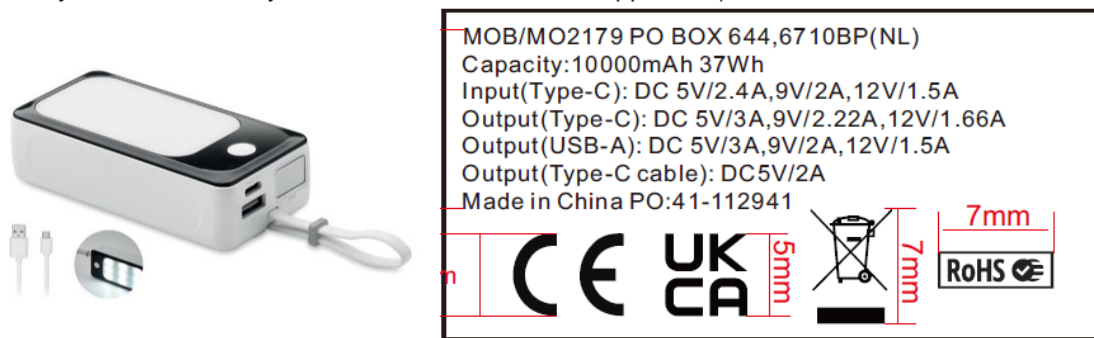 MOB/MO2179 PO BOX 644,6710BP(NL)
Capacity:10000mAh 37Wh
Input(Type-C): DC 5V/2.4A,9V/2A,12V/1.5A
Output(Type-C): DC 5V/3A,9V/2.22A,12V/1.66A
Output(USB-A): DC 5V/3A,9V/2A,12V/1.5A
Output(Type-C cable): DC5V/2A
Made in China PO:41-112941
CE
UK
CA
5mm
7mm
7mm
RoHS